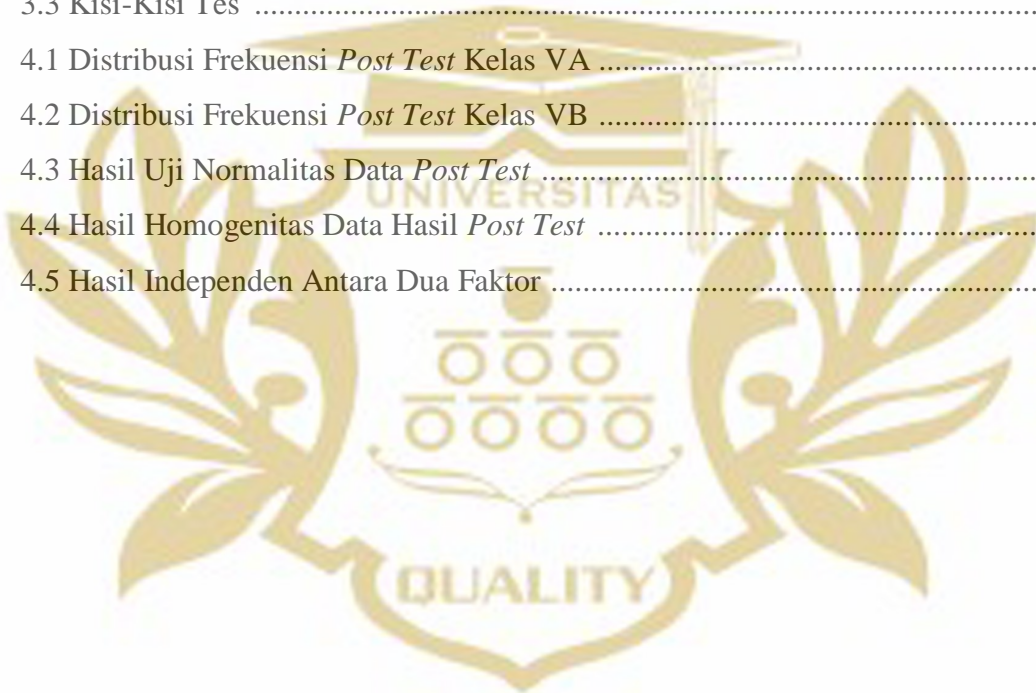 3.3 Kisi-Kisi Tes ........................................................................................................
4.1 Distribusi Frekuensi Post Test Kelas VA .........................................................
4.2 Distribusi Frekuensi Post Test Kelas VB .........................................................
4.3 Hasil Uji Normalitas Data Post Test ................................................................
4.4 Hasil Homogenitas Data Hasil Post Test .........................................................
4.5 Hasil Independen Antara Dua Faktor ...............................................................
UNIVERSITAS
QUALITY